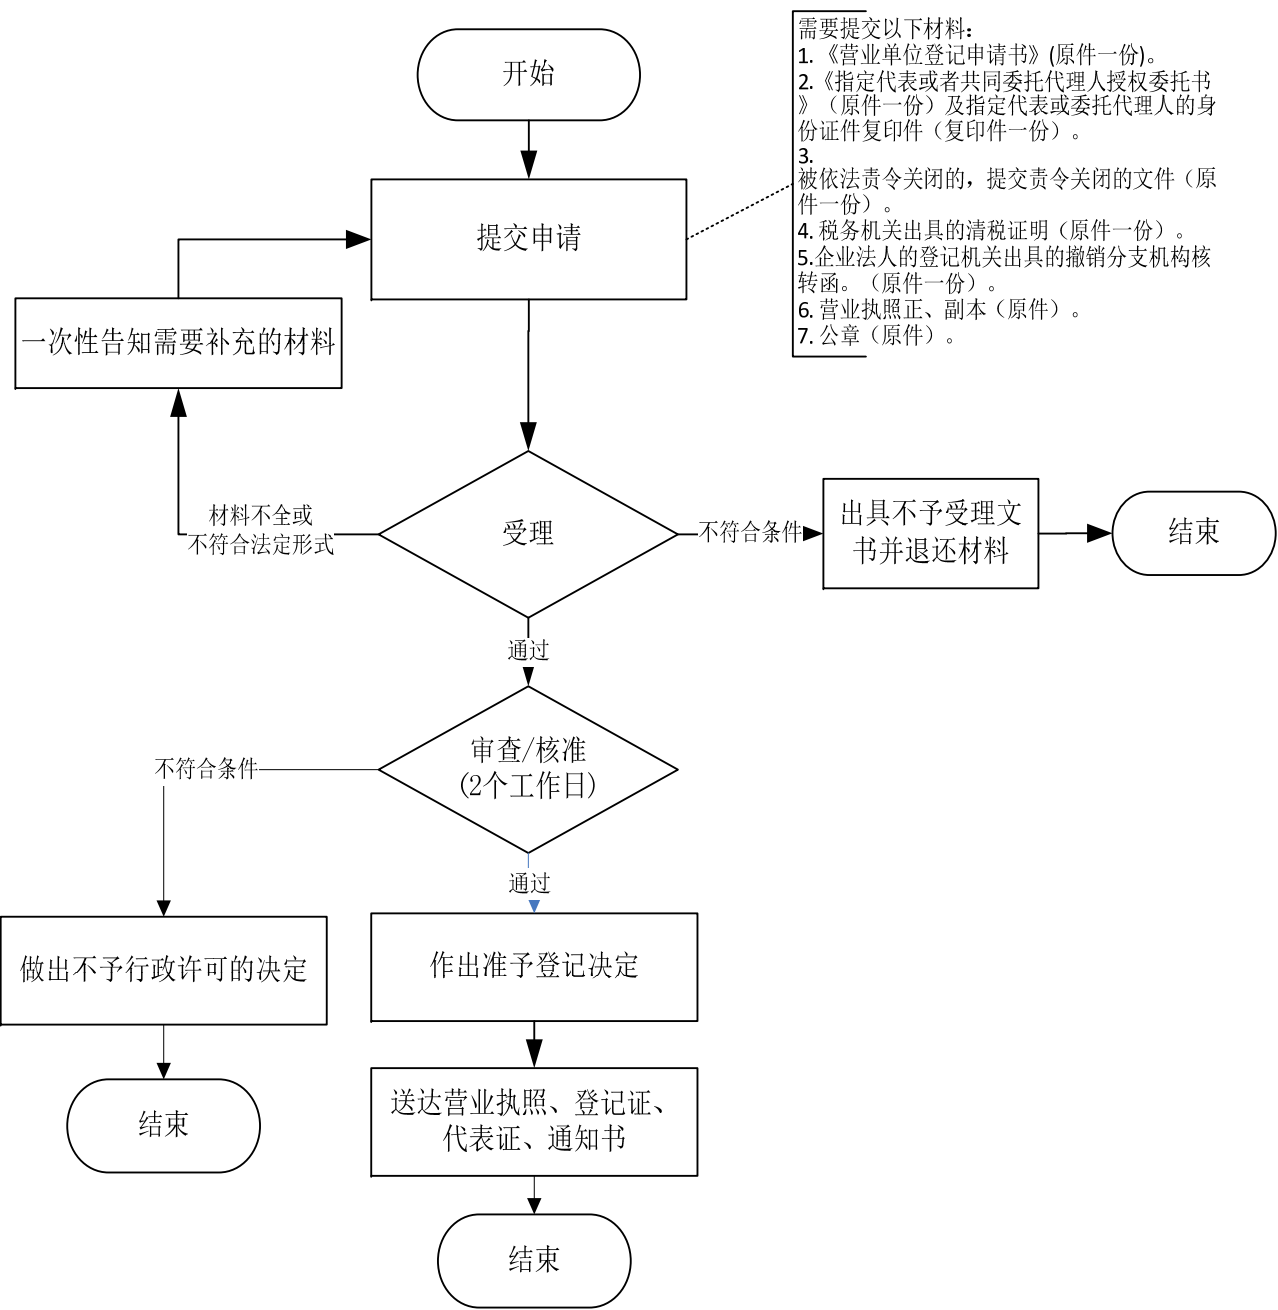 开始
需要提交以下材料：
1. 《营业单位登记申请书》(原件一份)。
2.《指定代表或者共同委托代理人授权委托书
》（原件一份）及指定代表或委托代理人的身
份证件复印件（复印件一份）。
3.
被依法责令关闭的，提交责令关闭的文件（原
件一份）。
4. 税务机关出具的清税证明（原件一份）。
5.企业法人的登记机关出具的撤销分支机构核
转函。（原件一份）。
6. 营业执照正、副本（原件）。
7. 公章（原件）。
提交申请
一次性告知需要补充的材料
材料不全或
不符合法定形式
受理
不符合条件
出具不予受理文
书并退还材料
结束
通过
审查/核准
(2个工作日)
不符合条件
通过
做出不予行政许可的决定
作出准予登记决定
结束
送达营业执照、登记证、
代表证、通知书
结束